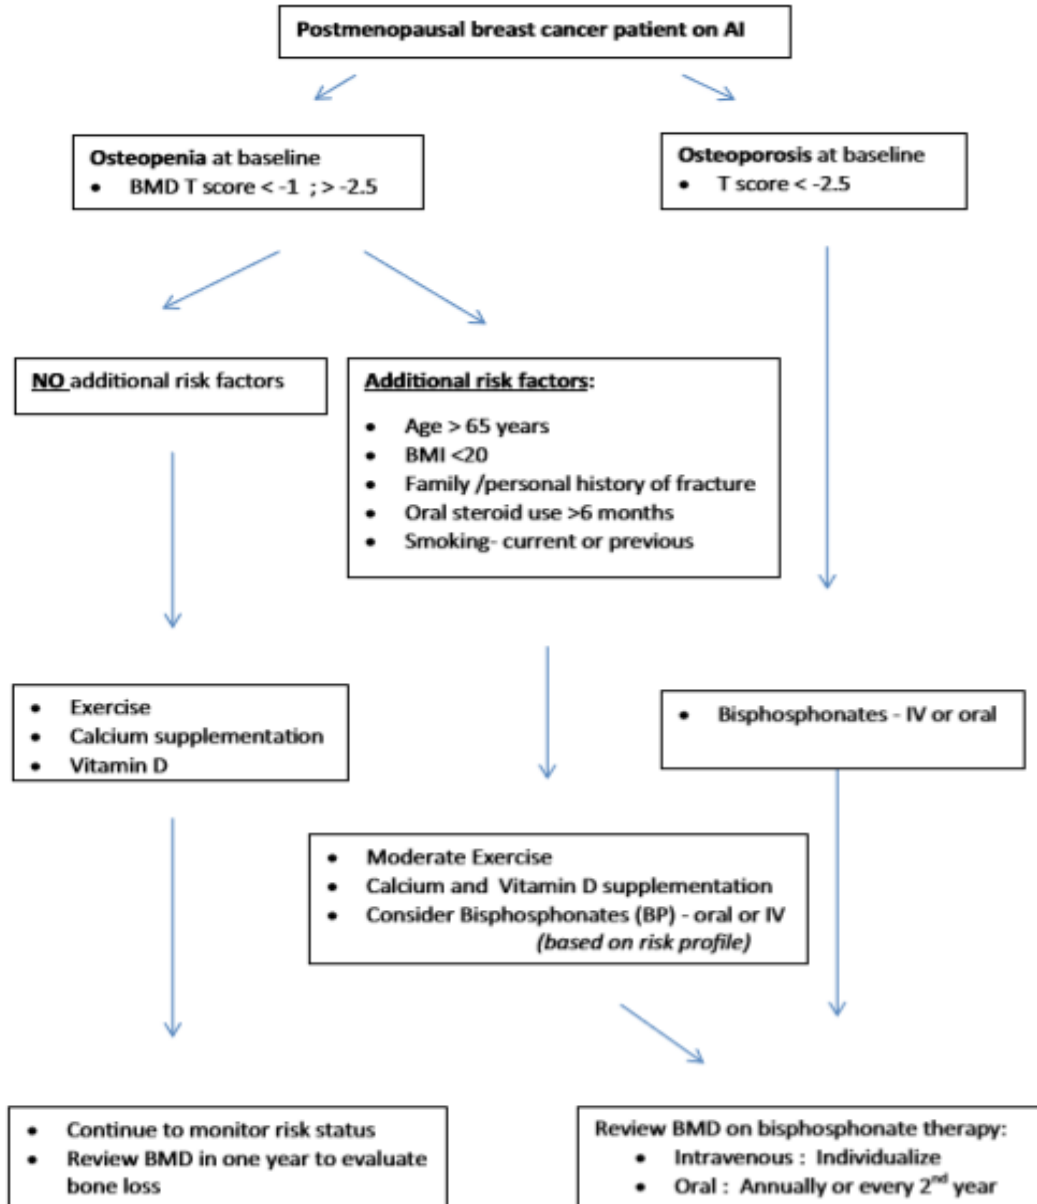 Postmenopausal breast cancer patient on AI
Osteopenia at baseline
• BMD T score < -1 ; > -2.5
Osteoporosis at baseline
• T score < -2.5
NO additional risk factors
Additional risk factors:
• Age > 65 years
• BMI <20
• Family /personal history of fracture
• Oral steroid use >6 months
• Smoking- current or previous
• Exercise
• Calcium supplementation
• Vitamin D
• Bisphosphonates - IV or oral
• Moderate Exercise
• Calcium and Vitamin D supplementation
• Consider Bisphosphonates (BP) - oral or IV
(based on risk profile)
• Continue to monitor risk status
• Review BMD in one year to evaluate
bone loss
Review BMD on bisphosphonate therapy:
• Intravenous : Individualize
• Oral : Annually or every 2nd year